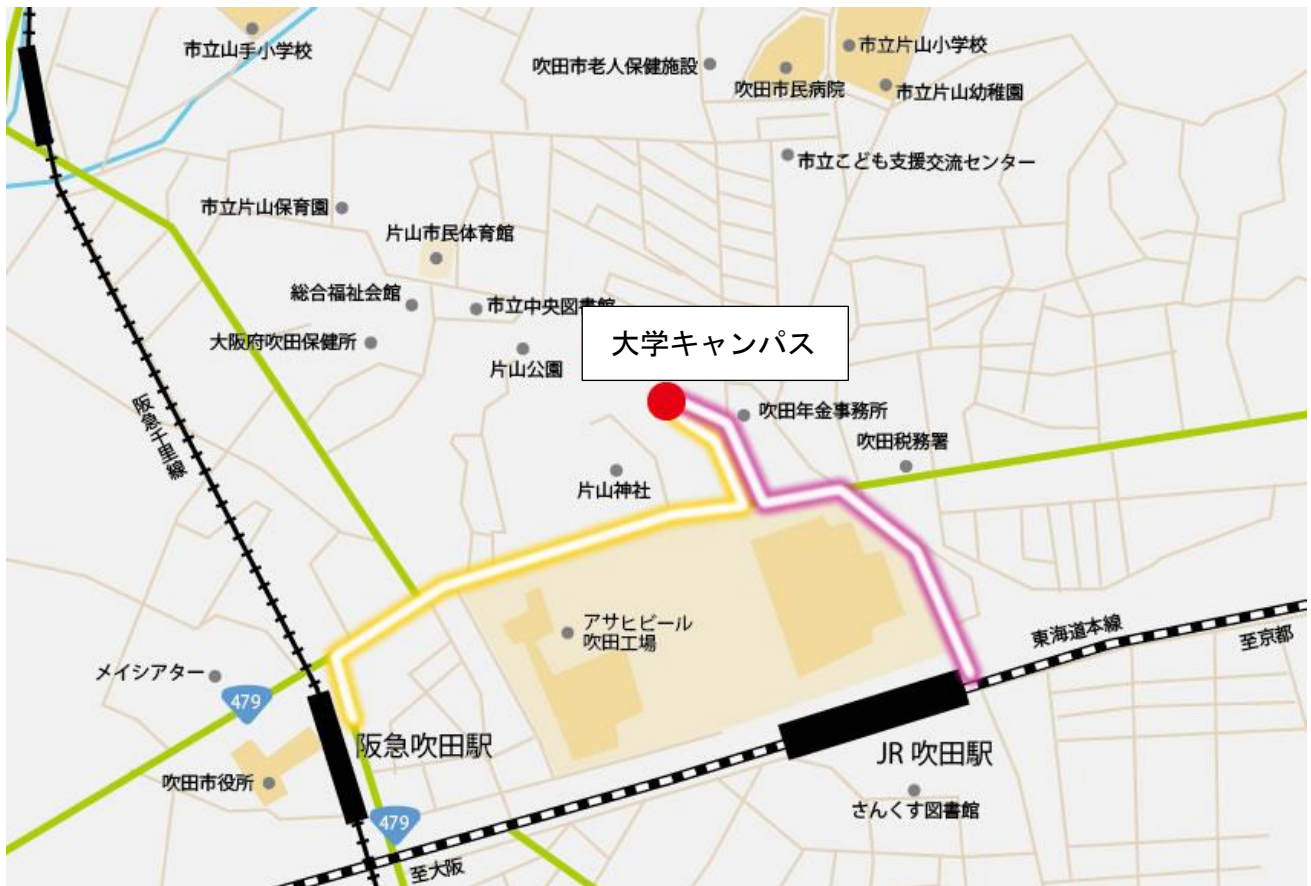 市立山手小学校
吹田市老人保健施設
吹田市民病院
市立片山小学校
市立片山幼稚園
市立こども支援交流センター
市立片山保育園
片山市民体育館
総合福祉会館
市立中央図書館
大阪府吹田保健所
片山公園
大学キャンパス
阪急千里線
吹田年金事務所
吹田税務署
片山神社
アサヒビール
吹田工場
東海道本線
至京都
メイシアター
479
阪急吹田駅
JR 吹田駅
吹田市役所
さんくす図書館
479
至大阪